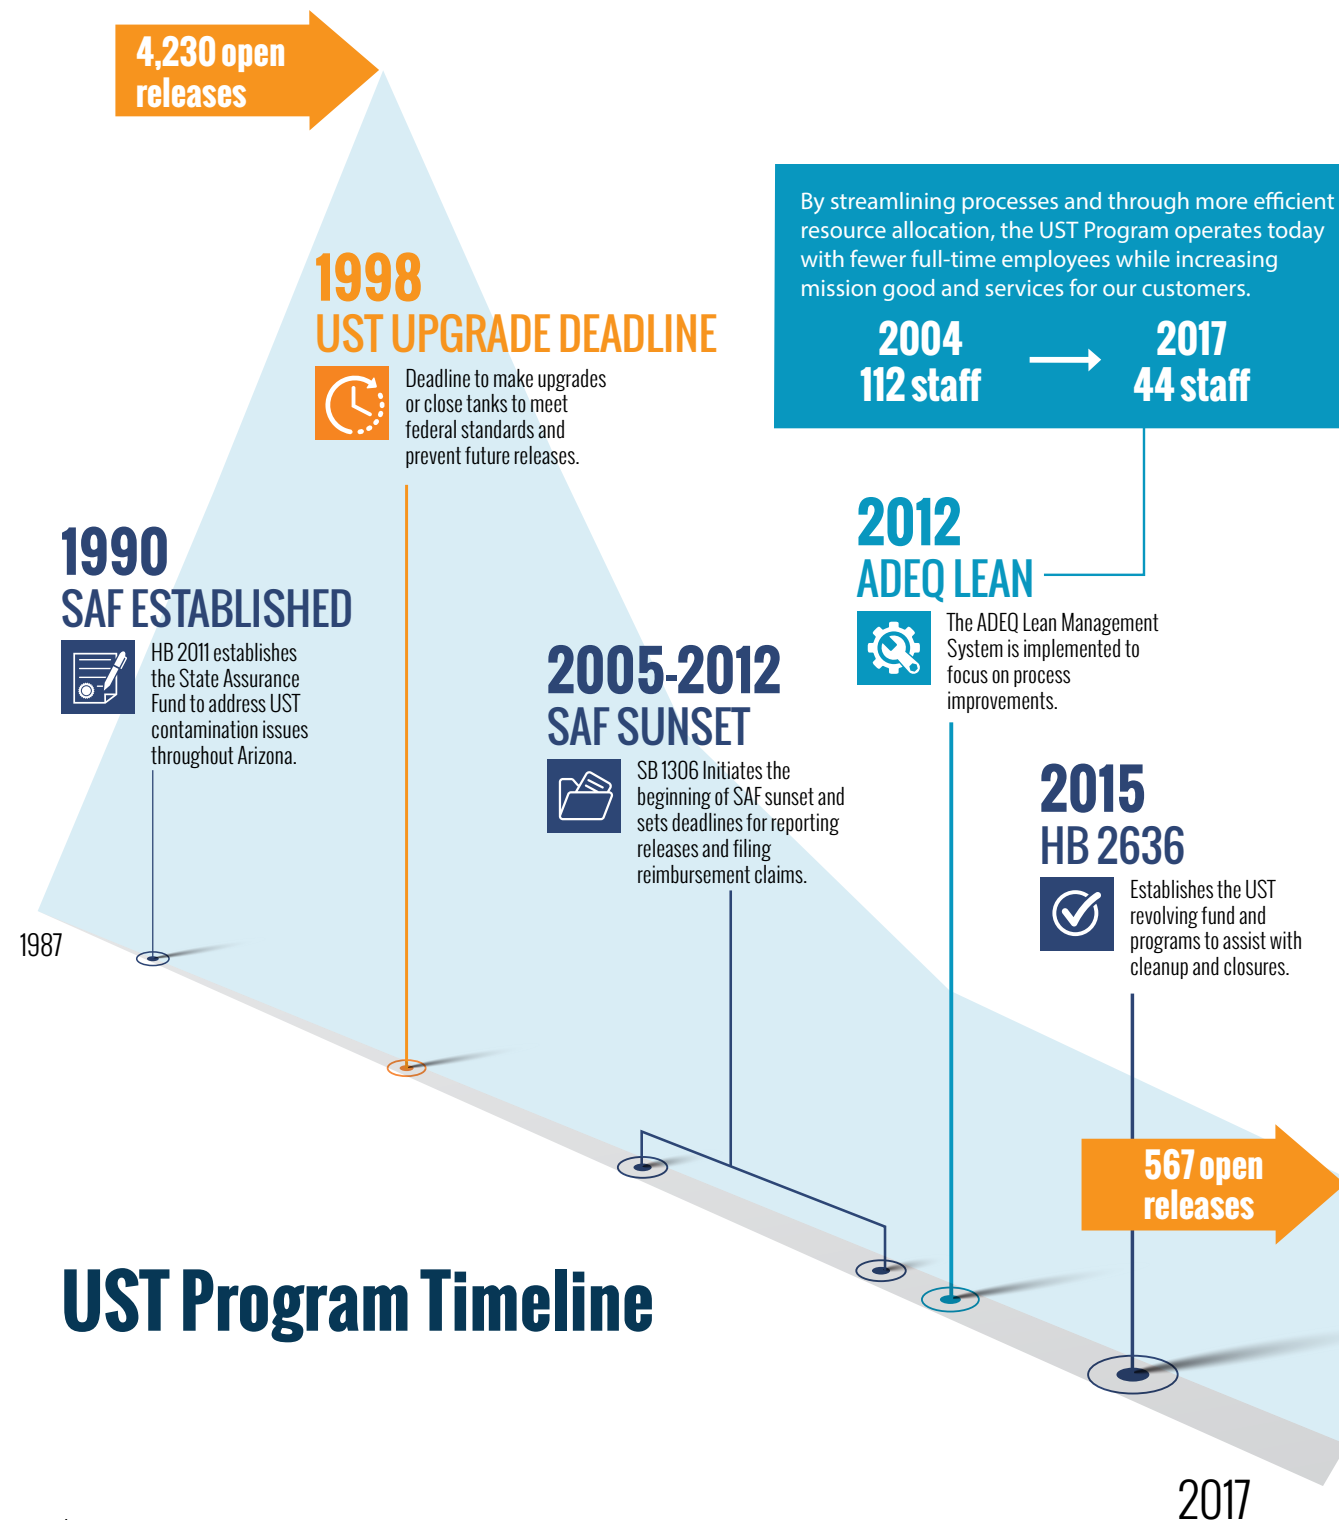 4,230 open
releases
By streamlining processes and through more efficient
resource allocation, the UST Program operates today
with fewer full-time employees while increasing
mission good and services for our customers.
2004
112 staff
2017
44 staff
1998
UST UPGRADE DEADLINE
Deadline to make upgrades
or close tanks to meet
federal standards and
prevent future releases.
1990
SAF ESTABLISHED
HB 2011 establishes
the State Assurance
Fund to address UST
contamination issues
throughout Arizona.
2012
ADEQ LEAN
The ADEQ Lean Management
System is implemented to
focus on process
improvements.
2005-2012
SAF SUNSET
SB 1306 Initiates the
beginning of SAF sunset and
sets deadlines for reporting
releases and filing
reimbursement claims.
2015
HB 2636
Establishes the UST
revolving fund and
programs to assist with
cleanup and closures.
1987
567 open
releases
UST Program Timeline
2017